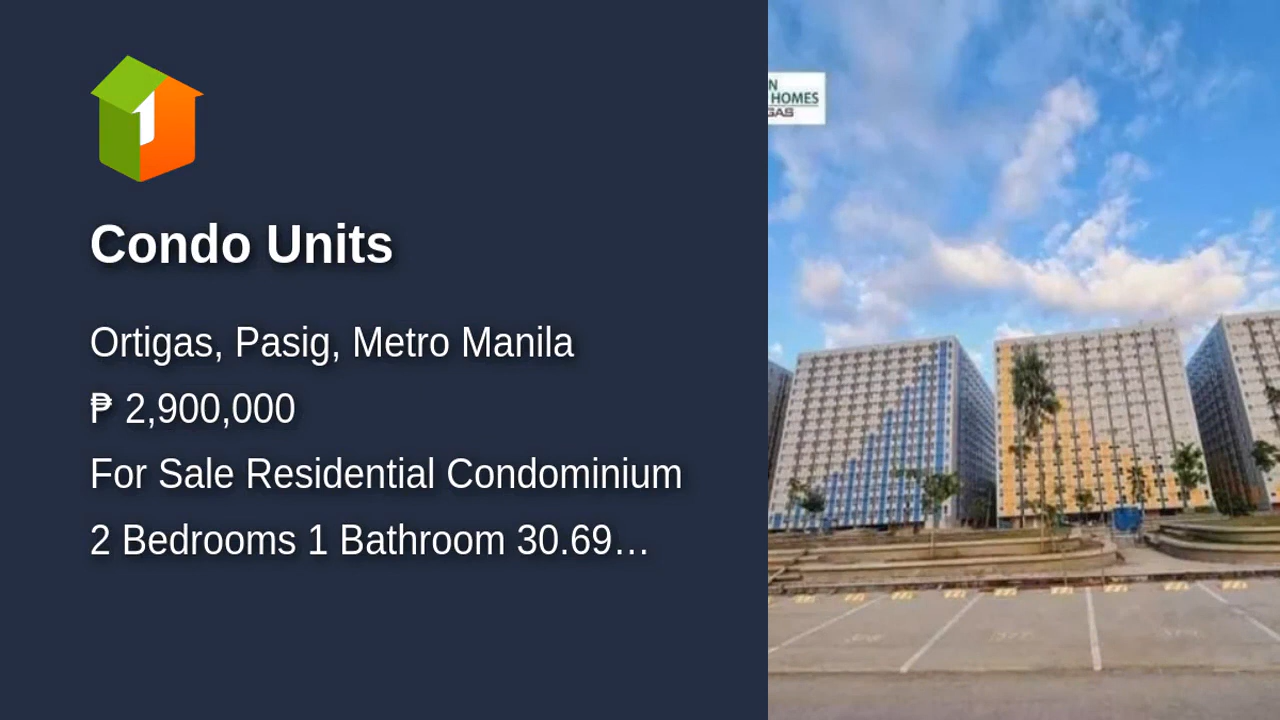 Condo Units
Ortigas, Pasig, Metro Manila
₱ 2,900,000
For Sale Residential Condominium
2 Bedrooms 1 Bathroom 30.69…
N
HOMES
GAS